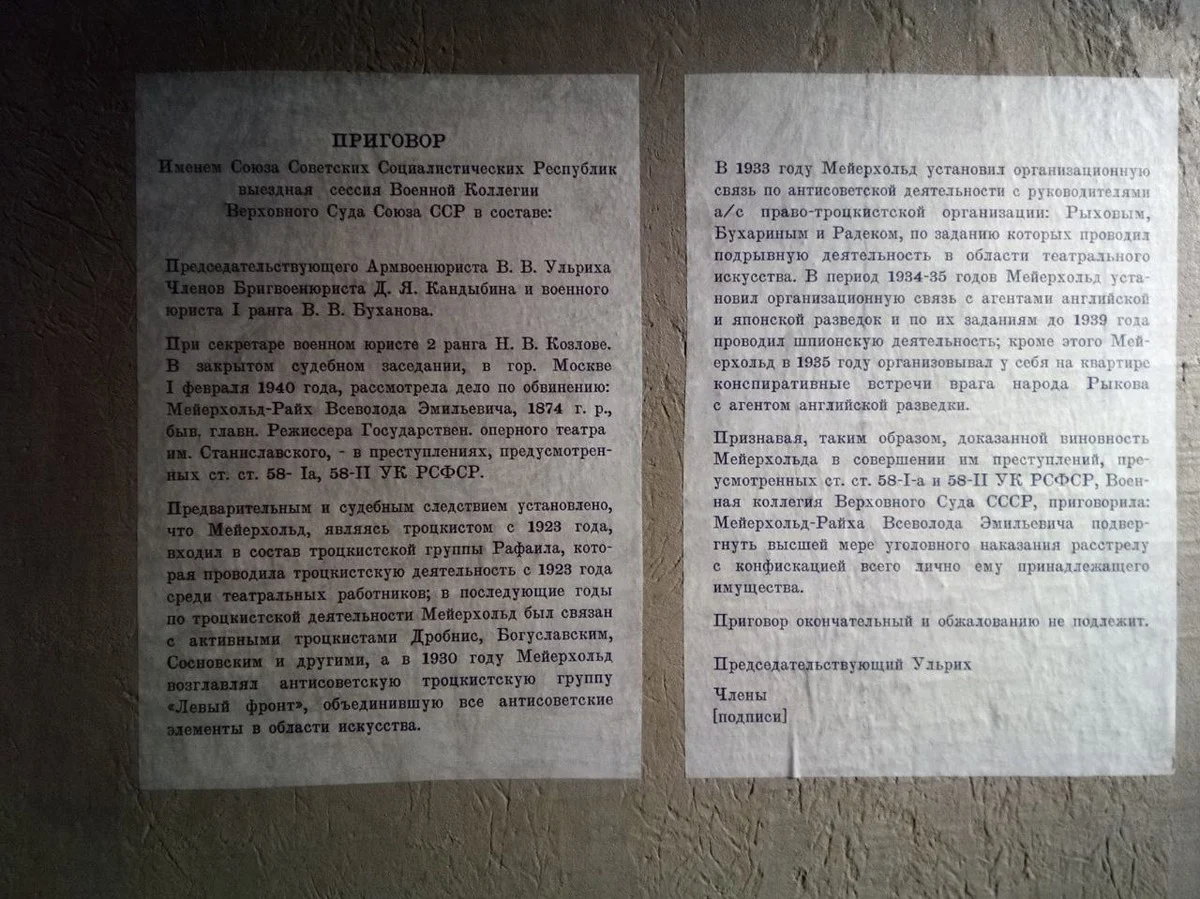 ПРИГОВОР
Именем Союза Советских Социалистических Республик
выездная сессия Военной Коллегии
Верховного Суда Союза ССР в составе:
Председательствующего Армвоенюриста В. В. Ульриха
Членов Бригвоенюриста Д. Я. Кандыбина и военного
юриста I ранга В. В. Буханова.
При секретаре военном юристе 2 ранга Н. В. Козлове.
В закрытом судебном заседании, в гор. Москве
I февраля 1940 года, рассмотрела дело по обвинению:
Мейерхольд-Райх Всеволода Эмильевича, 1874 г. р.,
быв. главн. Режиссера Государствен. оперного театра
им. Станиславского, - в преступлениях, предусмотрен-
ных ст. ст. 58- Iа, 58-II УК РСФСР.
Предварительным и судебным следствием установлено,
что Мейерхольд, являясь троцкистом с 1923 года,
входил в состав троцкистской группы Рафаила, кото-
рая проводила троцкистскую деятельность с 1923 года
среди театральных работников; в последующие годы
по троцкистской деятельности Мейерхольд был связан
с активными троцкистами Дробнис, Богуславским,
Сосновским и другими, а в 1930 году Мейерхольд
возглавлял антисоветскую троцкистскую группу
«Левый фронт», объединившую все антисоветские
элементы в области искусства.
В 1933 году Мейерхольд установил организационную
связь по антисоветской деятельности с руководителями
а/с право-троцкистской организации: Рыховым,
Бухариным и Радеком, по заданию которых проводил
подрывную деятельность в области театрального
искусства. В период 1934-35 годов Мейерхольд уста-
новил организационную связь с агентами английской
и японской разведок и по их заданиям до 1939 года
проводил шпионскую деятельность; кроме этого Мей-
ерхольд в 1935 году организовывал у себя на квартире
конспиративные встречи врага народа Рыкова
с агентом английской разведки.
Признавая, таким образом, доказанной виновность
Мейерхольда в совершении им преступлений, пре-
усмотренных ст. ст. 58-I-а и 58-II УК РСФСР, Воен-
ная коллегия Верховного Суда СССР, приговорила:
Мейерхольд-Райха Всеволода Эмильевича подвер-
гнуть высшей мере уголовного наказания расстрелу
с конфискацией всего лично ему принадлежащего
имущества.
Приговор окончательный и обжалованию не подлежит.
Председательствующий Ульрих
Члены
[подписи]